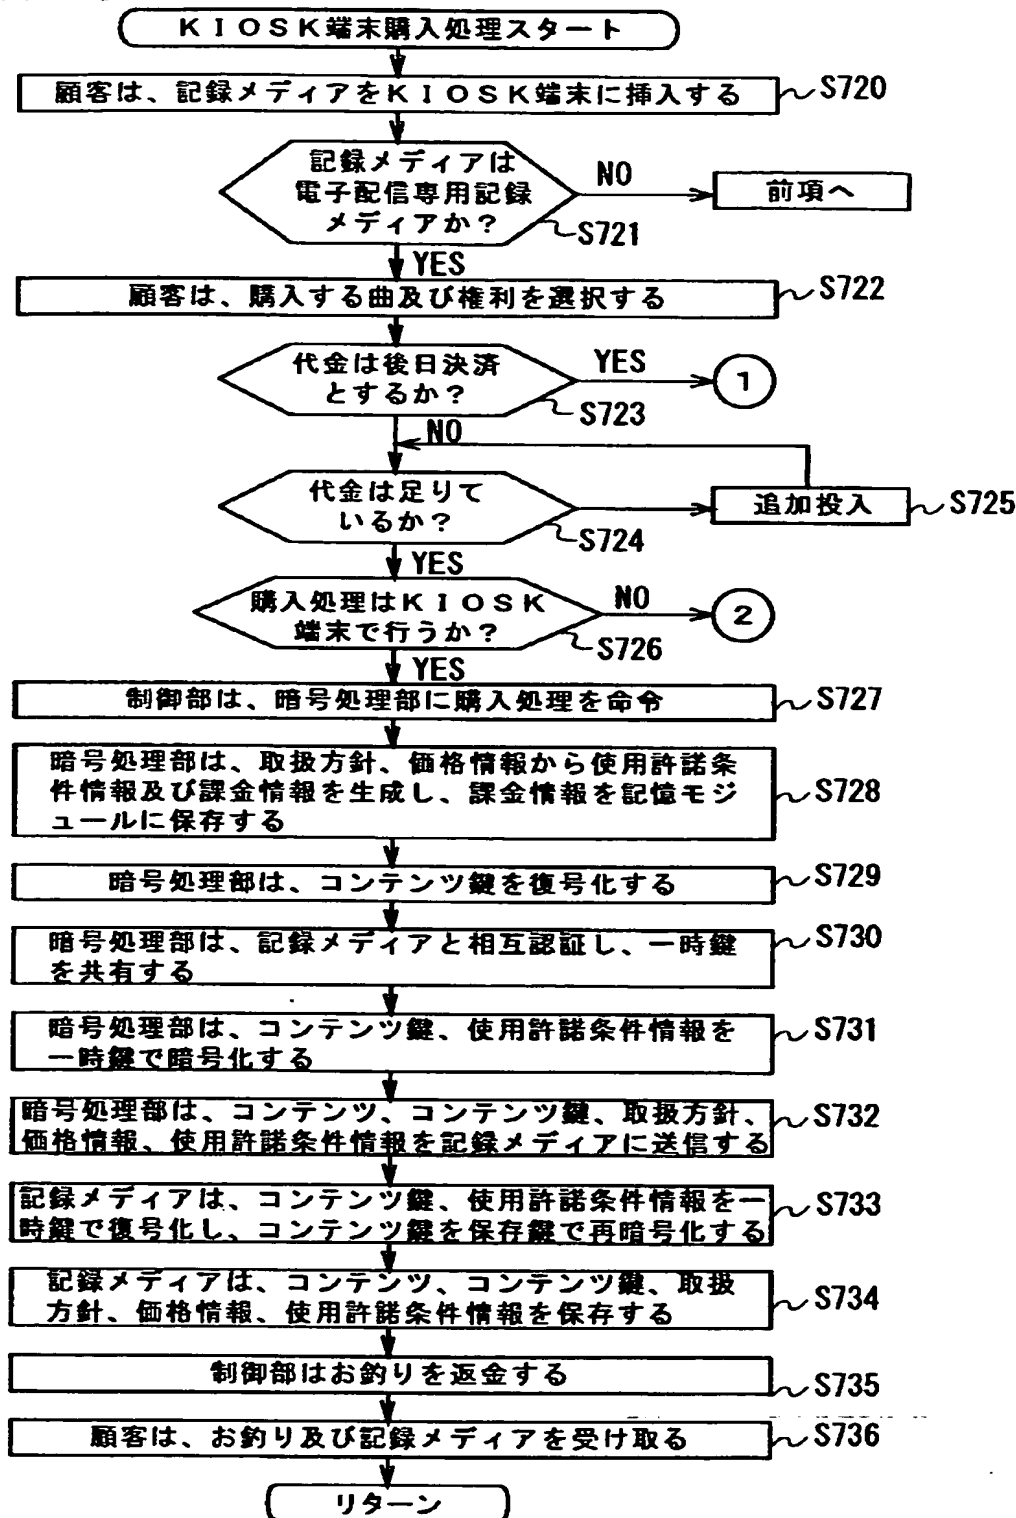 KIOSK端末購入処理スタート
顧客は、記録メディアをKIOSK端末に挿入する
S720
記録メディアは
電子配信専用記録
メディアか?
S721
NO
前項へ
YES
顧客は、購入する曲及び権利を選択する
S722
代金は後日決済
とするか?
S723
YES
1
NO
代金は足りて
いるか?
S724
追加投入
S725
YES
購入処理はKIOSK
端末で行うか?
S726
NO
2
YES
制御部は、暗号処理部に購入処理を命令
S727
暗号処理部は、取扱方針、価格情報から使用許諾条
件情報及び課金情報を生成し、課金情報を記憶モジ
ュールに保存する
S728
暗号処理部は、コンテンツ鍵を復号化する
S729
暗号処理部は、記録メディアと相互認証し、一時鍵
を共有する
S730
暗号処理部は、コンテンツ鍵、使用許諾条件情報を
一時鍵で暗号化する
S731
暗号処理部は、コンテンツ、コンテンツ鍵、取扱方針、
価格情報、使用許諾条件情報を記録メディアに送信する
S732
記録メディアは、コンテンツ鍵、使用許諾条件情報を一
時鍵で復号化し、コンテンツ鍵を保存鍵で再暗号化する
S733
記録メディアは、コンテンツ、コンテンツ鍵、取扱
方針、価格情報、使用許諾条件情報を保存する
S734
制御部はお釣りを返金する
S735
顧客は、お釣り及び記録メディアを受け取る
S736
リターン